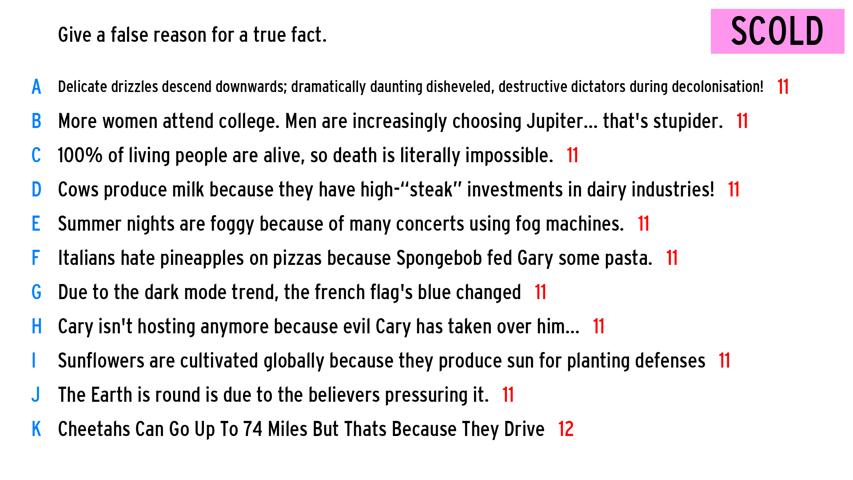 Give a false reason for a true fact.
SCOLD
A Delicate drizzles descend downwards; dramatically daunting disheveled, destructive dictators during decolonisation! 11
B More women attend college. Men are increasingly choosing Jupiter... that's stupider. 11
C 100% of living people are alive, so death is literally impossible. 11
D Cows produce milk because they have high-“steak” investments in dairy industries! 11
E Summer nights are foggy because of many concerts using fog machines. 11
F Italians hate pineapples on pizzas because Spongebob fed Gary some pasta. 11
G Due to the dark mode trend, the french flag's blue changed 11
H Cary isn't hosting anymore because evil Cary has taken over him... 11
I Sunflowers are cultivated globally because they produce sun for planting defenses 11
J The Earth is round is due to the believers pressuring it. 11
K Cheetahs Can Go Up To 74 Miles But Thats Because They Drive 12